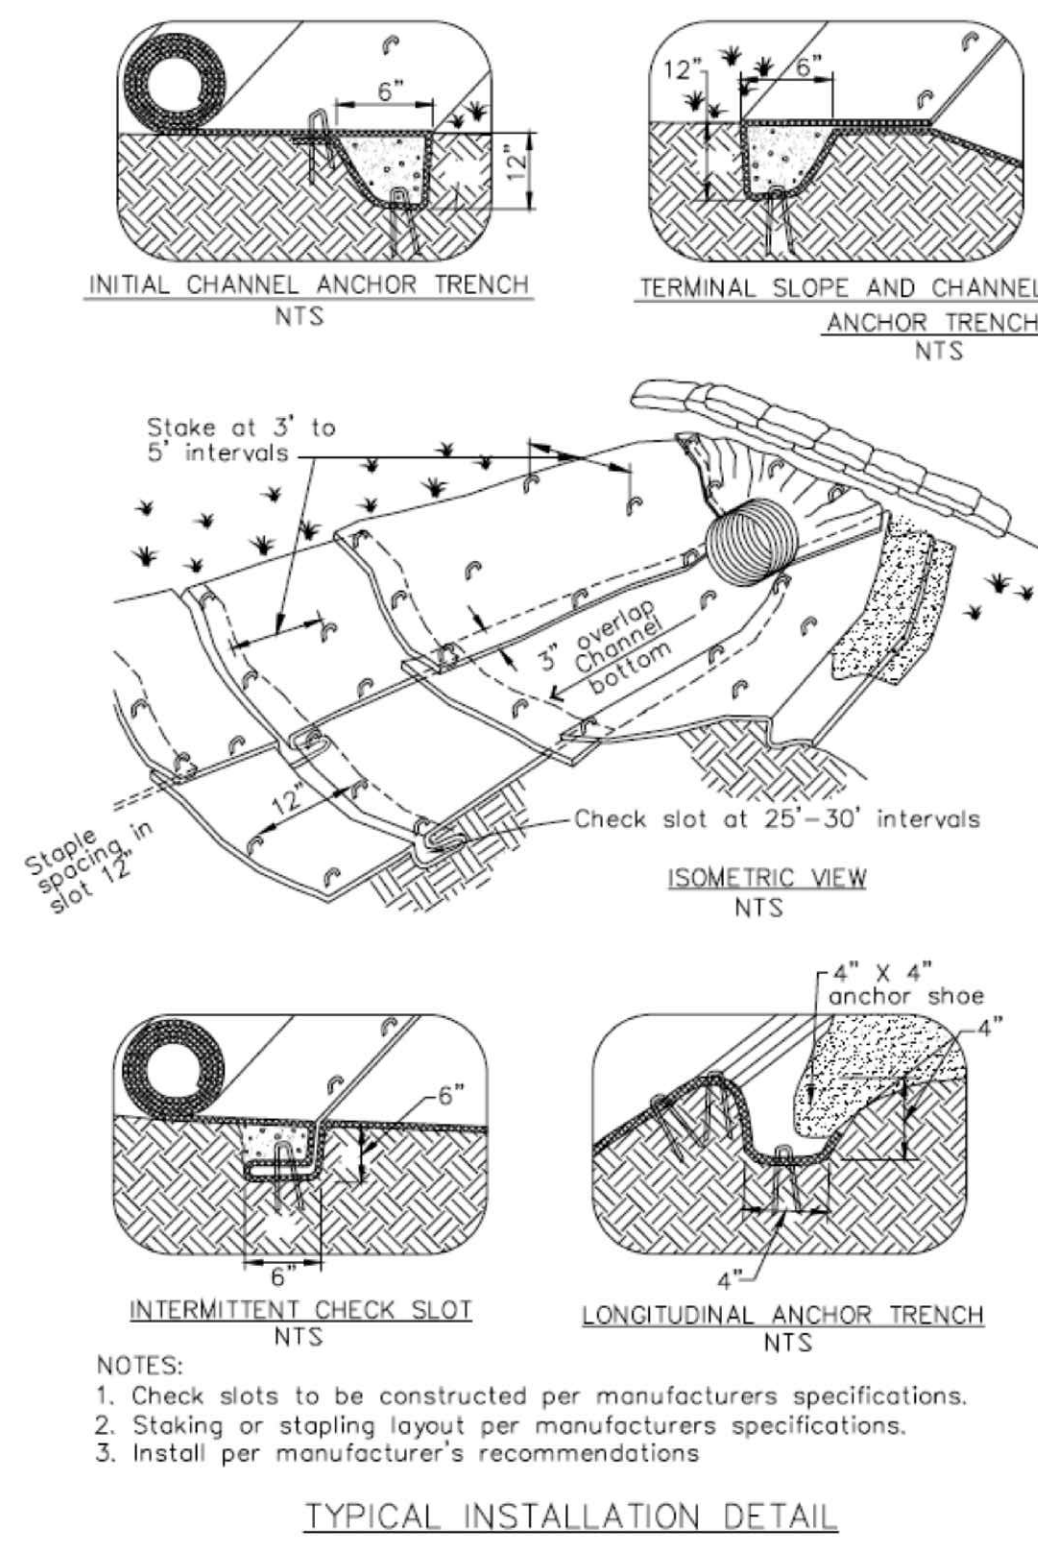 6"
12"
INITIAL CHANNEL ANCHOR TRENCH
NTS
12"
6"
TERMINAL SLOPE AND CHANNEL
ANCHOR TRENCH
NTS
Stake at 3' to
5' intervals
3" overlap
Channel
bottom
12"
Staple
spacing in
slot 12"
Check slot at 25'-30' intervals
ISOMETRIC VIEW
NTS
6"
6"
INTERMITTENT CHECK SLOT
NTS
4" X 4"
anchor shoe
4"
4"
LONGITUDINAL ANCHOR TRENCH
NTS
NOTES:
1. Check slots to be constructed per manufacturers specifications.
2. Staking or stapling layout per manufacturers specifications.
3. Install per manufacturer's recommendations
TYPICAL INSTALLATION DETAIL